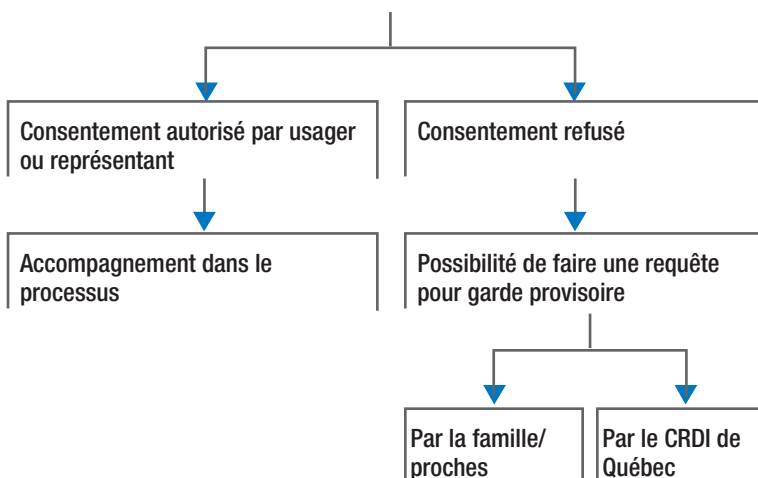 Consentement autorisé par usager
ou représentant
Consentement refusé
Accompagnement dans le
processus
Possibilité de faire une requête
pour garde provisoire
Par la famille/
proches
Par le CRDI de
Québec